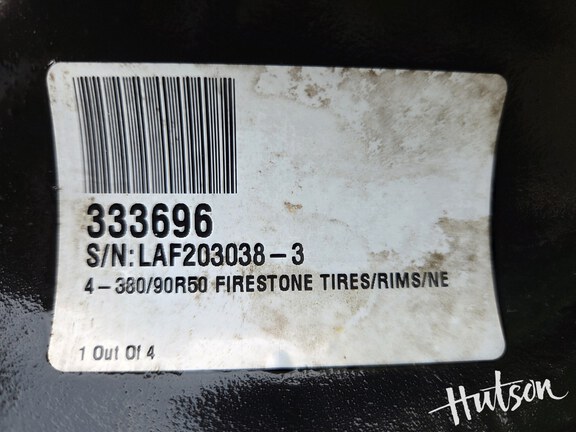 333696
S/N:LAF203038-3
4-380/90R50 FIRESTONE TIRES/RIMS/NE
1 Out Of 4
Hutson